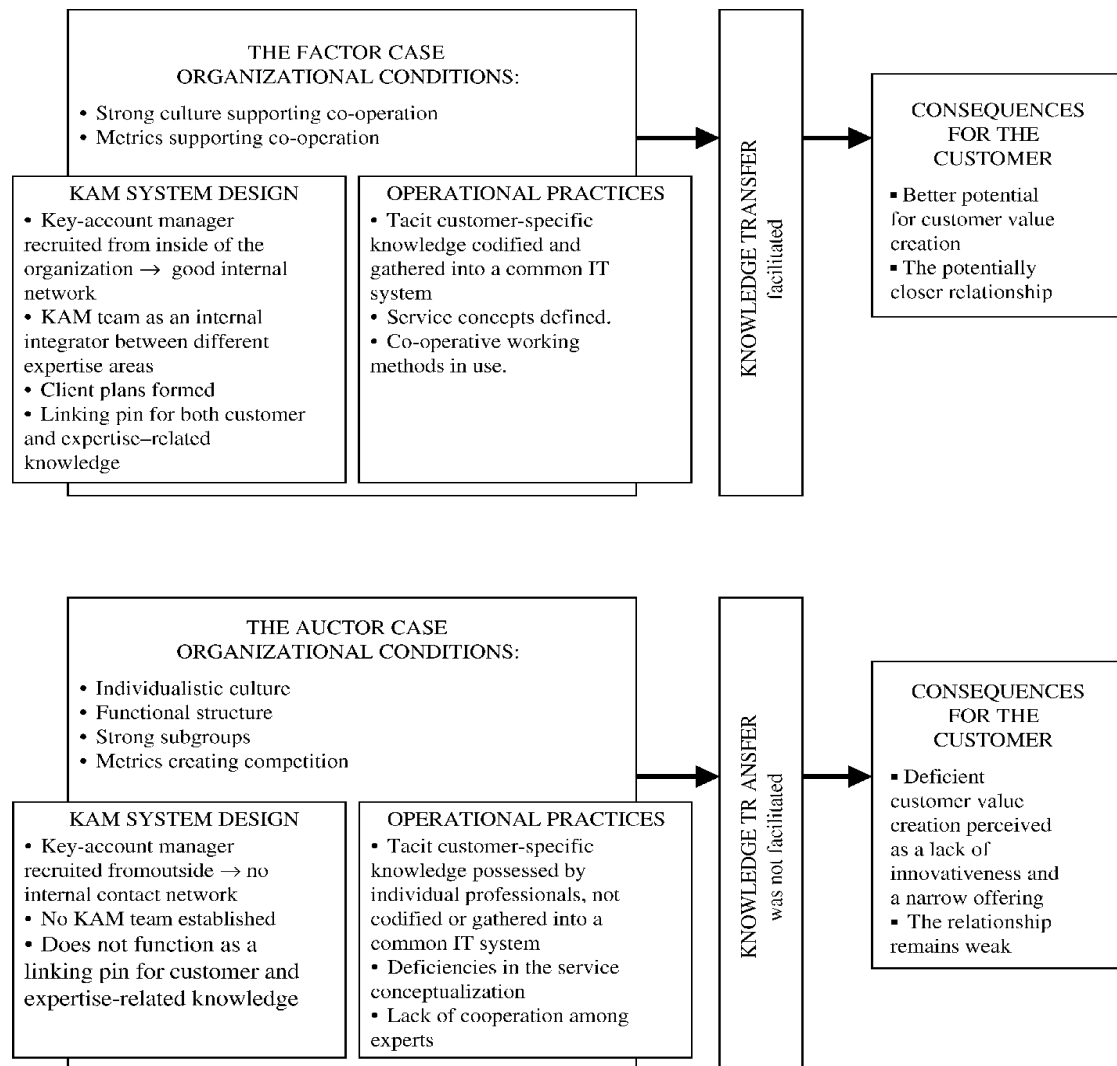 THE FACTOR CASE
ORGANIZATIONAL CONDITIONS:
• Strong culture supporting co-operation
• Metrics supporting co-operation
KAM SYSTEM DESIGN
• Key-account manager
recruited from inside of the
organization → good internal
network
• KAM team as an internal
integrator between different
expertise areas
• Client plans formed
• Linking pin for both customer
and expertise–related
knowledge
OPERATIONAL PRACTICES
• Tacit customer-specific
knowledge codified and
gathered into a common IT
system
• Service concepts defined.
• Co-operative working
methods in use.
KNOWLEDGE TRANSFER
facilitated
CONSEQUENCES
FOR THE
CUSTOMER
▪ Better potential
for customer value
creation
▪ The potentially
closer relationship
THE AUCTOR CASE
ORGANIZATIONAL CONDITIONS:
• Individualistic culture
• Functional structure
• Strong subgroups
• Metrics creating competition
KAM SYSTEM DESIGN
• Key-account manager
recruited fromoutside → no
internal contact network
• No KAM team established
• Does not function as a
linking pin for customer and
expertise-related knowledge
OPERATIONAL PRACTICES
• Tacit customer-specific
knowledge possessed by
individual professionals, not
codified or gathered into a
common IT system
• Deficiencies in the service
conceptualization
• Lack of cooperation among
experts
KNOWLEDGE TR ANSFER
was not facilitated
CONSEQUENCES
FOR THE
CUSTOMER
▪ Deficient
customer value
creation perceived
as a lack of
innovativeness and
a narrow offering
▪ The relationship
remains weak